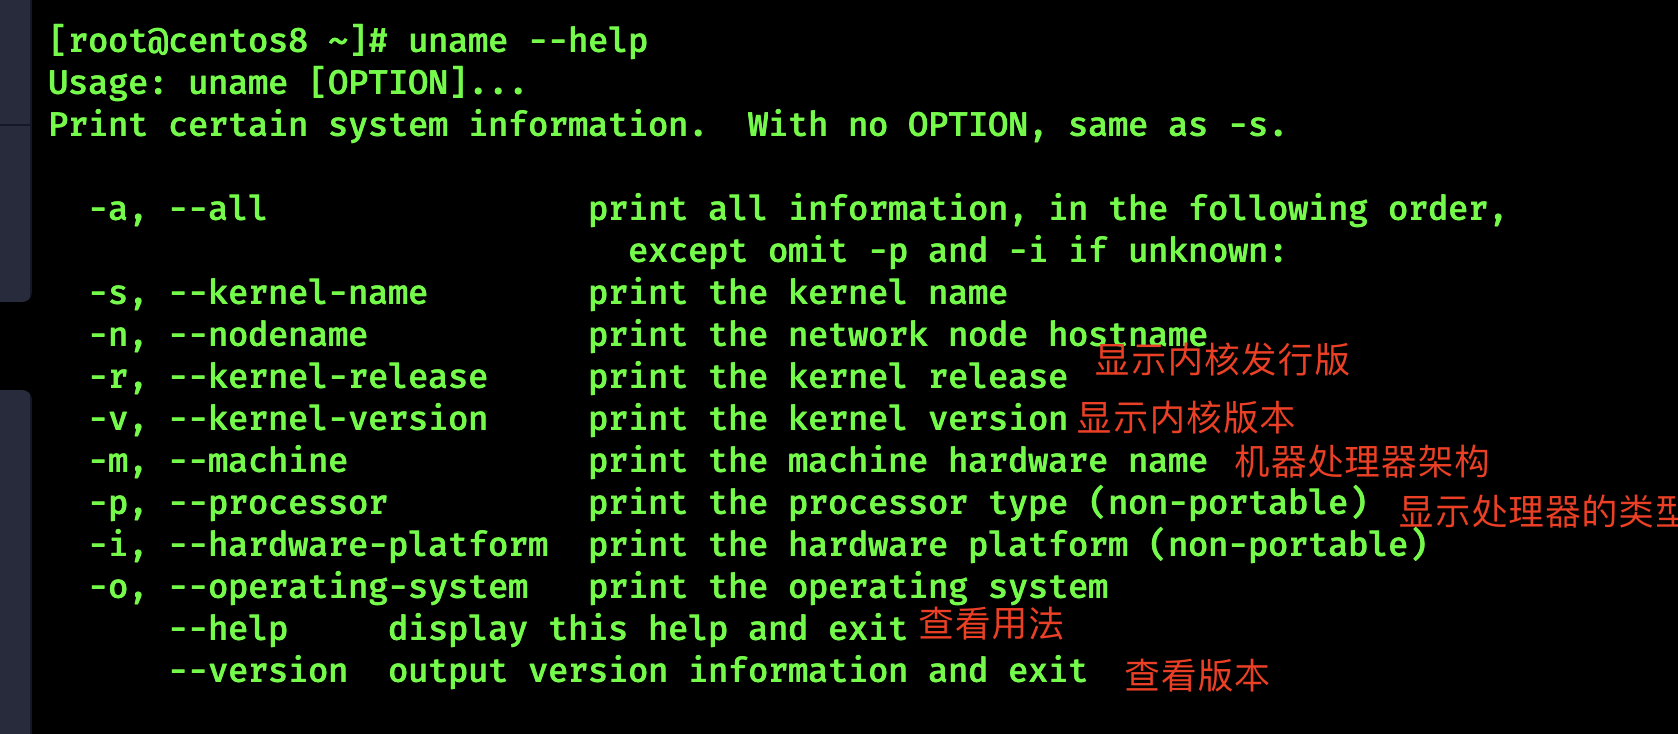 [root@centos8 ~]# uname --help
Usage: uname [OPTION]...
Print certain system information.  With no OPTION, same as -s.
-a, --all                print all information, in the following order,
except omit -p and -i if unknown:
-s, --kernel-name        print the kernel name
-n, --nodename           print the network node hostname
-r, --kernel-release     print the kernel release 显示内核发行版
-v, --kernel-version     print the kernel version 显示内核版本
-m, --machine            print the machine hardware name 机器处理器架构
-p, --processor          print the processor type (non-portable) 显示处理器的类型
-i, --hardware-platform  print the hardware platform (non-portable)
-o, --operating-system   print the operating system
--help     display this help and exit 查看用法
--version  output version information and exit 查看版本